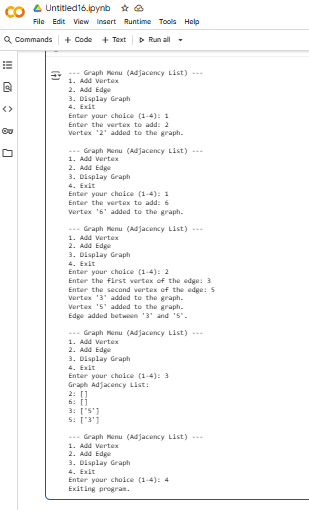 Untitled16.ipynb
File Edit View Insert Runtime Tools Help
Commands + Code + Text Run all
--- Graph Menu (Adjacency List) ---
1. Add Vertex
2. Add Edge
3. Display Graph
4. Exit
Enter your choice (1-4): 1
Enter the vertex to add: 2
Vertex '2' added to the graph.
--- Graph Menu (Adjacency List) ---
1. Add Vertex
2. Add Edge
3. Display Graph
4. Exit
Enter your choice (1-4): 1
Enter the vertex to add: 6
Vertex '6' added to the graph.
--- Graph Menu (Adjacency List) ---
1. Add Vertex
2. Add Edge
3. Display Graph
4. Exit
Enter your choice (1-4): 2
Enter the first vertex of the edge: 3
Enter the second vertex of the edge: 5
Vertex '3' added to the graph.
Vertex '5' added to the graph.
Edge added between '3' and '5'.
--- Graph Menu (Adjacency List) ---
1. Add Vertex
2. Add Edge
3. Display Graph
4. Exit
Enter your choice (1-4): 3
Graph Adjacency List:
2: []
6: []
3: ['5']
5: ['3']
--- Graph Menu (Adjacency List) ---
1. Add Vertex
2. Add Edge
3. Display Graph
4. Exit
Enter your choice (1-4): 4
Exiting program.